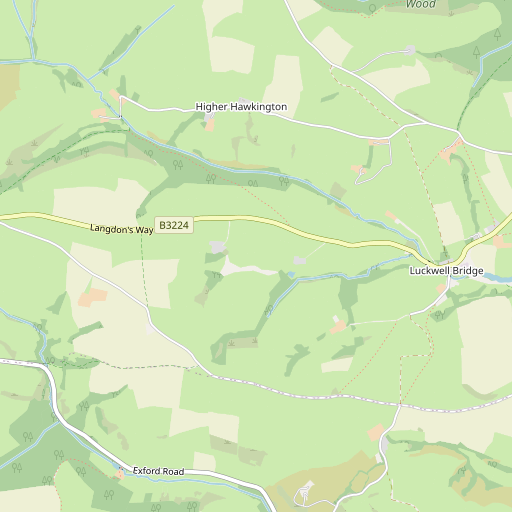 Wood
Higher Hawkington
B3224
Langdon's Way
Luckwell Bridge
Exford Road